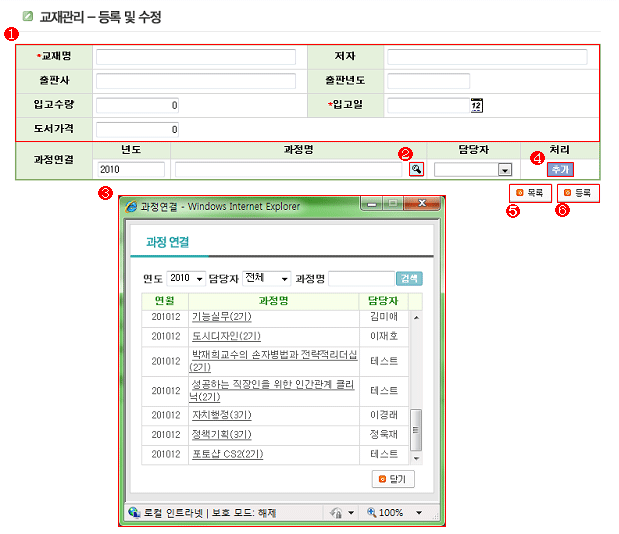 교재관리 – 등록 및 수정
1
*교재명 저자
출판사 출판년도
입고수량 0 *입고일 12
도서가격 0
과정연결 년도 과정명 담당자 처리
2010 2 4 추가
5 목록 6 등록
3
과정연결 - Windows Internet Explorer
과정 연결
연도 2010 담당자 전체 과정명 검색
연월 과정명 담당자
201012 기능실무(2기) 김미애
201012 도시디자인(2기) 이재호
201012 박재희교수의 손자병법과 전략적리더십
(2기) 테스트
201012 성공하는 직장인을 위한 인간관계 클리
닉(2기) 테스트
201012 자치행정(3기) 이경래
201012 정책기획(3기) 정욱재
201012 포토샵 CS2(2기) 테스트
닫기
로컬 인트라넷 | 보호 모드: 해제 100%